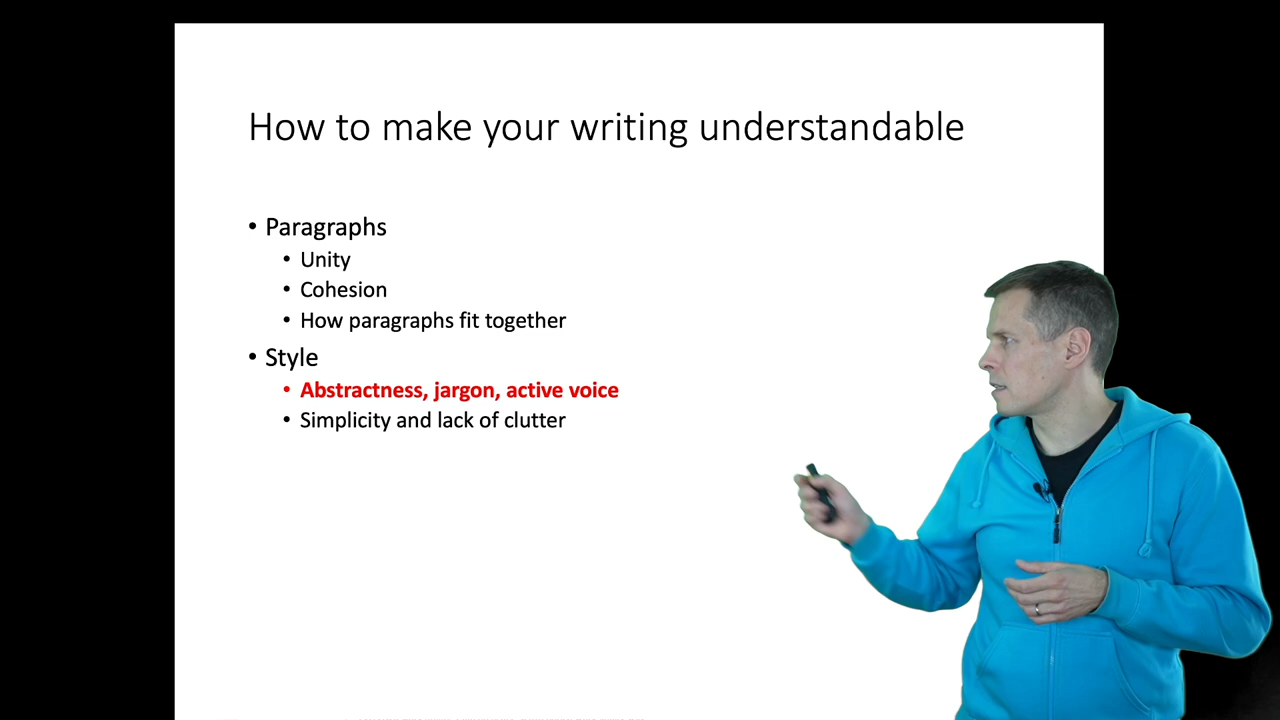 How to make your writing understandable
• Paragraphs
• Unity
• Cohesion
• How paragraphs fit together
• Style
• Abstractness, jargon, active voice
• Simplicity and lack of clutter